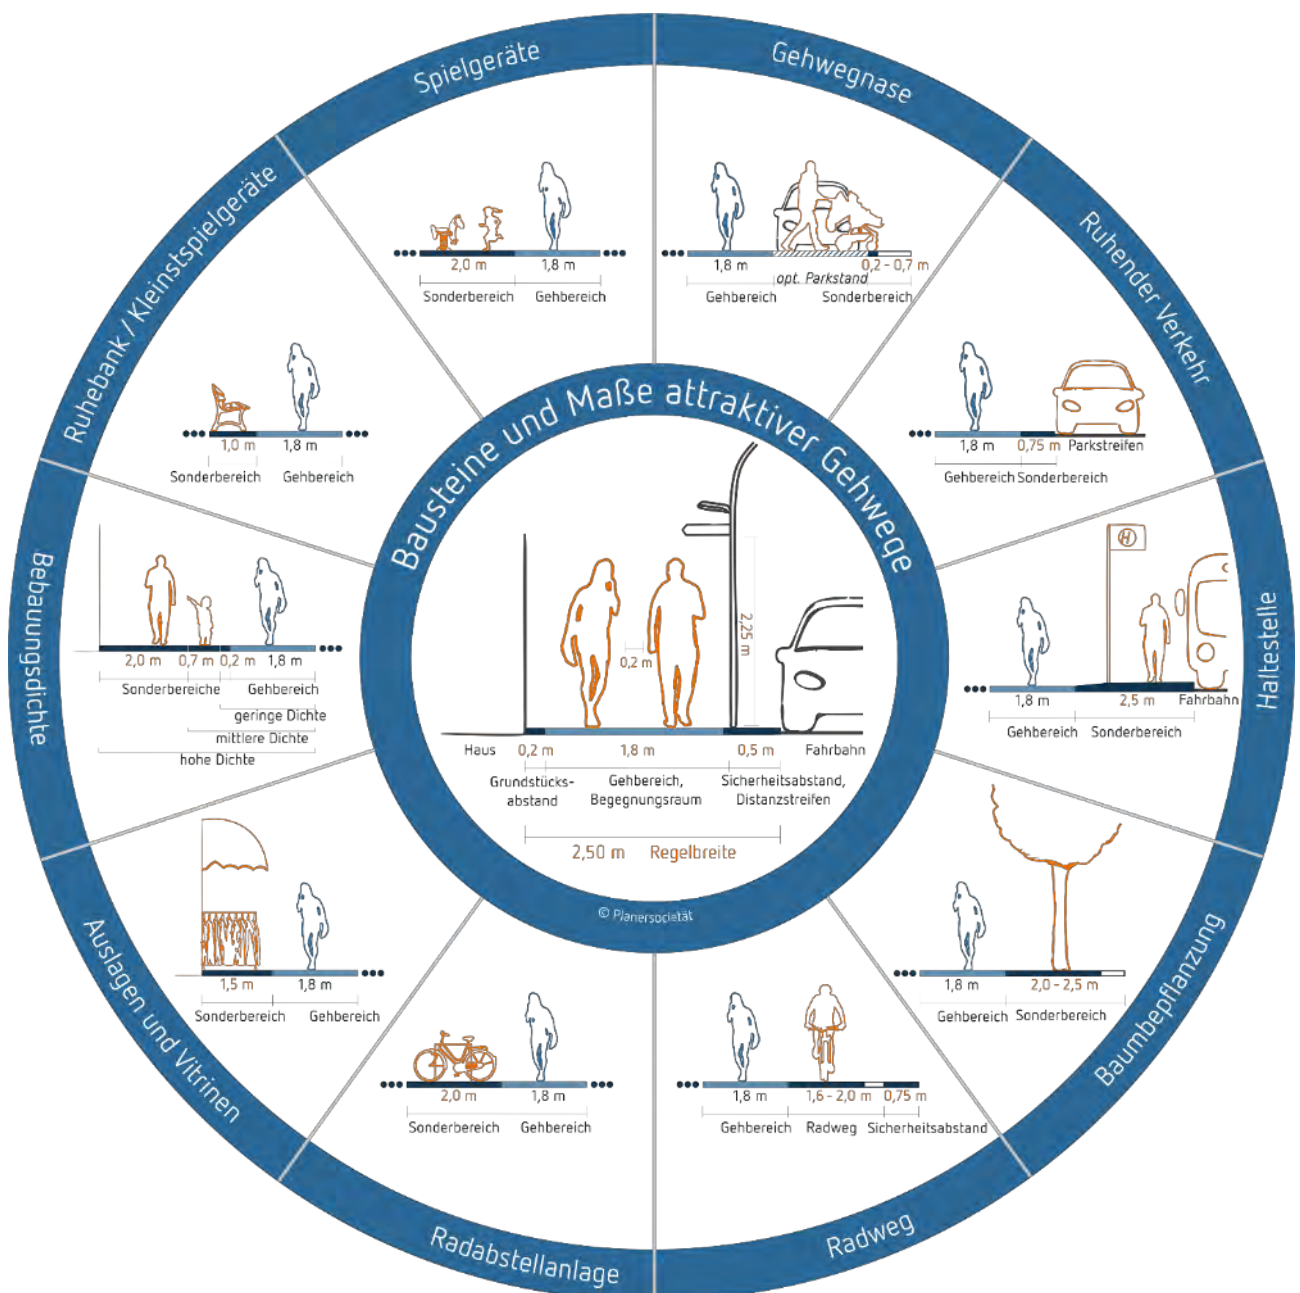 Bausteine und Maße attraktiver Gehwege
0,2 m
2,25 m
Haus
0,2 m
1,8 m
0,5 m
Fahrbahn
Grundstücks-
abstand
Gehbereich,
Begegnungsraum
Sicherheitsabstand,
Distanzstreifen
2,50 m Regelbreite
© Planersocietät
Gehwegnase
1,8 m
opt. Parkstand
0,2 - 0,7 m
Gehbereich
Sonderbereich
Ruhender Verkehr
1,8 m
0,75 m
Parkstreifen
Gehbereich
Sonderbereich
Haltestelle
H
1,8 m
2,5 m
Fahrbahn
Gehbereich
Sonderbereich
Baumbepflanzung
1,8 m
2,0 - 2,5 m
Gehbereich
Sonderbereich
Radweg
1,8 m
1,6 - 2,0 m
0,75 m
Gehbereich
Radweg
Sicherheitsabstand
Radabstellanlage
2,0 m
1,8 m
Sonderbereich
Gehbereich
Auslagen und Vitrinen
1,5 m
1,8 m
Sonderbereich
Gehbereich
Bebauungsdichte
2,0 m
0,7 m
0,2 m
1,8 m
Sonderbereiche
Gehbereich
geringe Dichte
mittlere Dichte
hohe Dichte
Ruhebank / Kleinstspielgeräte
1,0 m
1,8 m
Sonderbereich
Gehbereich
Spielgeräte
2,0 m
1,8 m
Sonderbereich
Gehbereich